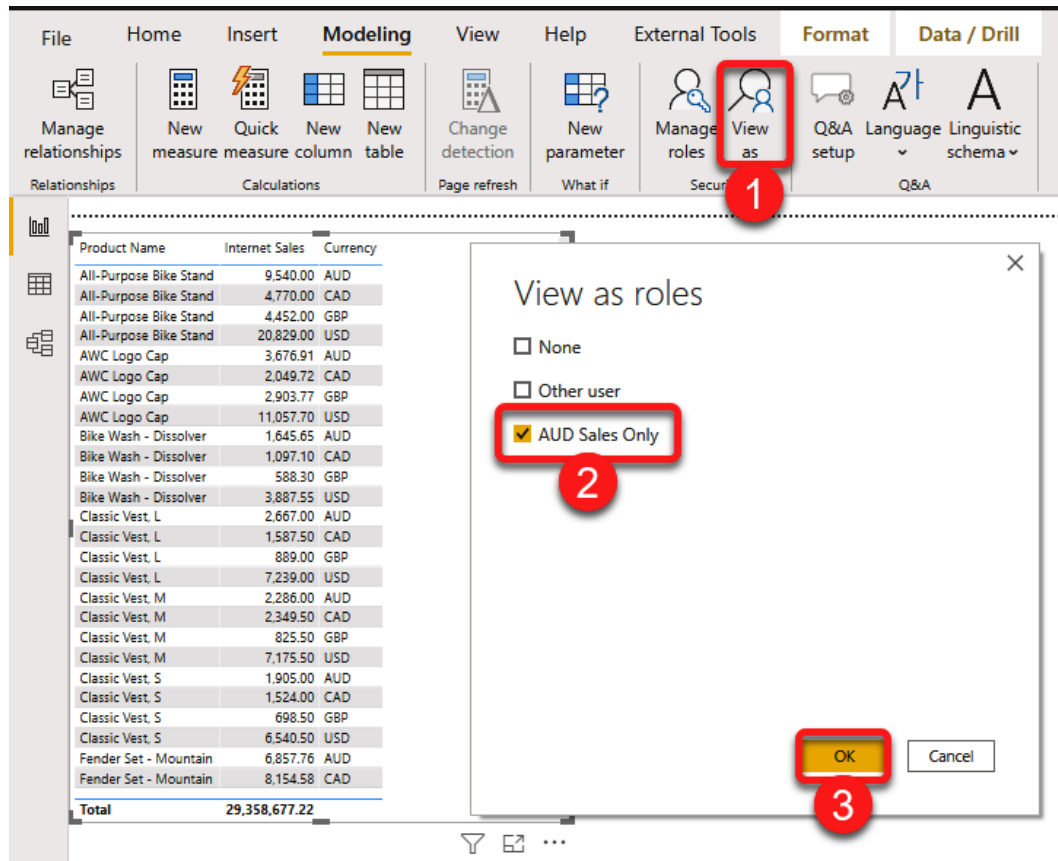 File Home Insert Modeling View Help External Tools Format Data / Drill
Manage relationships
New measure
Quick measure
New column
New table
Change detection
New parameter
Manage roles
View as
Q&A setup
Language
Linguistic schema
Relationships Calculations Page refresh What if Secur Q&A
1
Product Name Internet Sales Currency
All-Purpose Bike Stand 9,540.00 AUD
All-Purpose Bike Stand 4,770.00 CAD
All-Purpose Bike Stand 4,452.00 GBP
All-Purpose Bike Stand 20,829.00 USD
AWC Logo Cap 3,676.91 AUD
AWC Logo Cap 2,049.72 CAD
AWC Logo Cap 2,903.77 GBP
AWC Logo Cap 11,057.70 USD
Bike Wash - Dissolver 1,645.65 AUD
Bike Wash - Dissolver 1,097.10 CAD
Bike Wash - Dissolver 588.30 GBP
Bike Wash - Dissolver 3,887.55 USD
Classic Vest, L 2,667.00 AUD
Classic Vest, L 1,587.50 CAD
Classic Vest, L 889.00 GBP
Classic Vest, L 7,239.00 USD
Classic Vest, M 2,286.00 AUD
Classic Vest, M 2,349.50 CAD
Classic Vest, M 825.50 GBP
Classic Vest, M 7,175.50 USD
Classic Vest, S 1,905.00 AUD
Classic Vest, S 1,524.00 CAD
Classic Vest, S 698.50 GBP
Classic Vest, S 6,540.50 USD
Fender Set - Mountain 6,857.76 AUD
Fender Set - Mountain 8,154.58 CAD
Total 29,358,677.22
View as roles
None
Other user
AUD Sales Only
2
OK Cancel
3